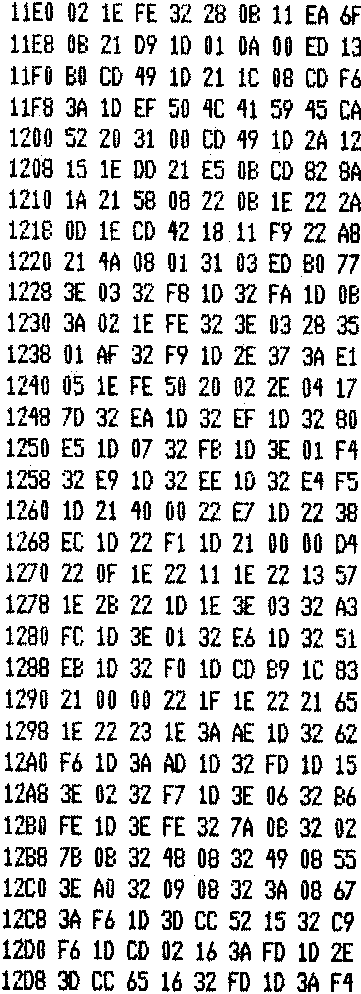 11E0 02 1E FE 32 28 0B 11 EA 6F
11E8 0B 21 D9 1D 01 0A 00 ED 13
11F0 B0 CD 49 1D 21 1C 08 CD F6
11F8 3A 1D EF 50 4C 41 59 45 CA
1200 52 20 31 00 CD 49 1D 2A 12
1208 15 1E DD 21 E5 0B CD 82 8A
1210 1A 21 58 08 22 0B 1E 22 2A
1218 0D 1E CD 42 18 11 F9 22 A8
1220 21 4A 08 01 31 03 ED B0 77
1228 3E 03 32 F8 1D 32 FA 1D 0B
1230 3A 02 1E FE 32 3E 03 28 35
1238 01 AF 32 F9 1D 2E 37 3A E1
1240 05 1E FE 50 20 02 2E 04 17
1248 7D 32 EA 1D 32 EF 1D 32 80
1250 E5 1D 07 32 FB 1D 3E 01 F4
1258 32 E9 1D 32 EE 1D 32 E4 F5
1260 1D 21 40 00 22 E7 1D 22 38
1268 EC 1D 22 F1 1D 21 00 00 D4
1270 22 0F 1E 22 11 1E 22 13 57
1278 1E 2B 22 1D 1E 3E 03 32 A3
1280 FC 1D 3E 01 32 E6 1D 32 51
1288 EB 1D 32 F0 1D CD B9 1C 83
1290 21 00 00 22 1F 1E 22 21 65
1298 1E 22 23 1E 3A AE 1D 32 62
12A0 F6 1D 3A AD 1D 32 FD 1D 15
12A8 3E 02 32 F7 1D 3E 06 32 B6
12B0 FE 1D 3E FE 32 7A 0B 32 02
12B8 7B 0B 32 48 08 32 49 08 55
12C0 3E A0 32 09 08 32 3A 08 67
12C8 3A F6 1D 3D CC 52 15 32 C9
12D0 F6 1D CD 02 16 3A FD 1D 2E
12D8 3D CC 65 16 32 FD 1D 3A F4